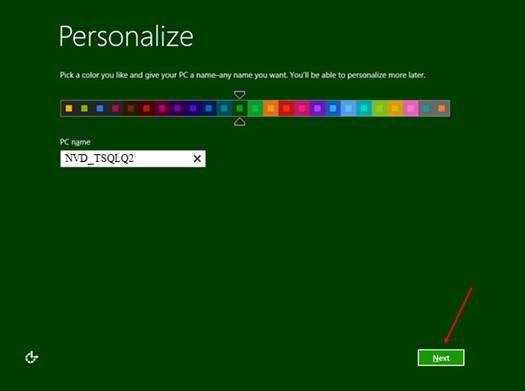 Personalize
Pick a color you like and give your PC a name–any name you want. You'll be able to personalize more later.
PC name
NVD_TSQLQ2
Next